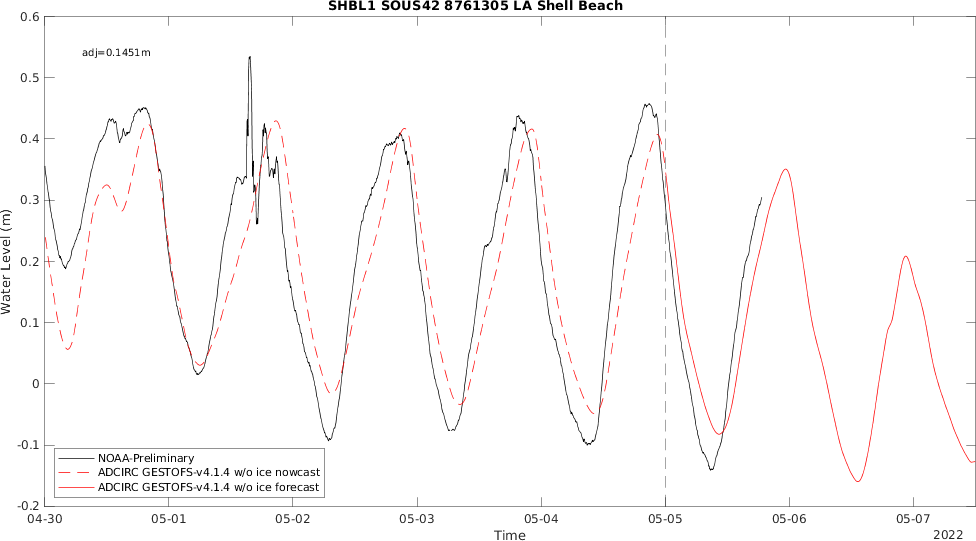 SHBL1 SOUS42 8761305 LA Shell Beach
adj=0.1451m
Water Level (m)
0.6
0.5
0.4
0.3
0.2
0.1
0
-0.1
-0.2
NOAA-Preliminary
ADCIRC GESTOFS-v4.1.4 w/o ice nowcast
ADCIRC GESTOFS-v4.1.4 w/o ice forecast
04-30 05-01 05-02 05-03 05-04 05-05 05-06 05-07
Time
2022